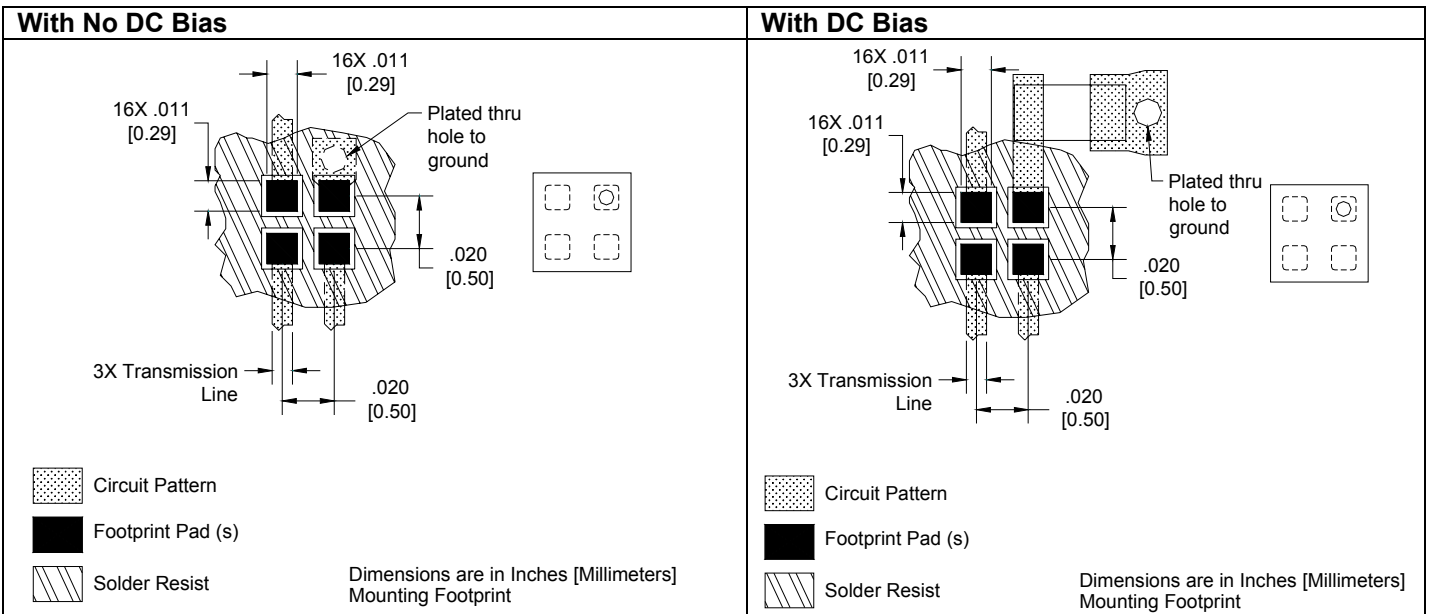 With No DC Bias
16X .011
[0.29]
16X .011
[0.29]
Plated thru
hole to
ground
.020
[0.50]
3X Transmission
Line
.020
[0.50]
Circuit Pattern
Footprint Pad (s)
Solder Resist
Dimensions are in Inches [Millimeters]
Mounting Footprint
With DC Bias
16X .011
[0.29]
16X .011
[0.29]
Plated thru
hole to
ground
.020
[0.50]
3X Transmission
Line
.020
[0.50]
Circuit Pattern
Footprint Pad (s)
Solder Resist
Dimensions are in Inches [Millimeters]
Mounting Footprint